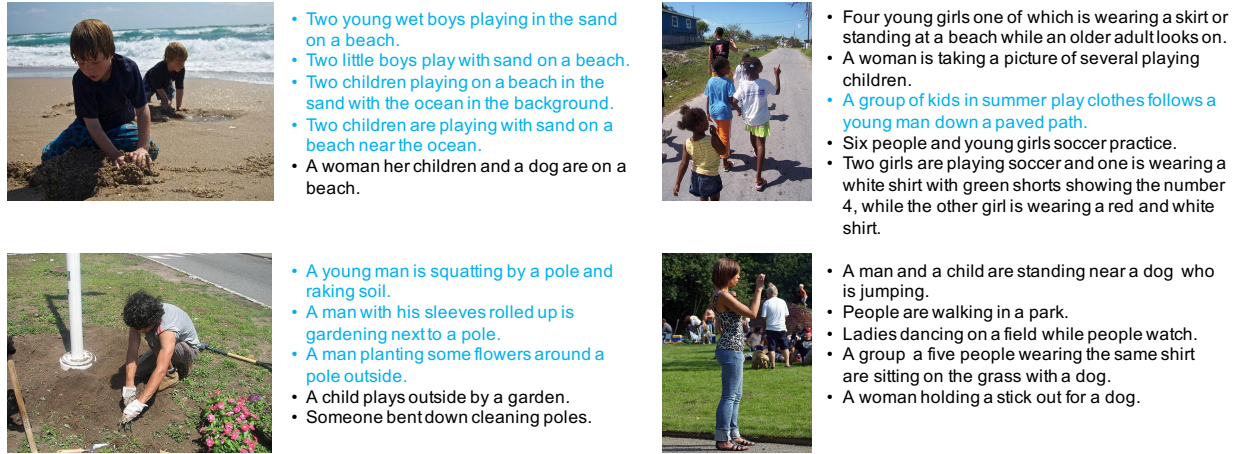 • Two young wet boys playing in the sand
on a beach.
• Two little boys play with sand on a beach.
• Two children playing on a beach in the
sand with the ocean in the background.
• Two children are playing with sand on a
beach near the ocean.
• A woman her children and a dog are on a
beach.
• Four young girls one of which is wearing a skirt or
standing at a beach while an older adult looks on.
• A woman is taking a picture of several playing
children.
• A group of kids in summer play clothes follows a
young man down a paved path.
• Six people and young girls soccer practice.
• Two girls are playing soccer and one is wearing a
white shirt with green shorts showing the number
4, while the other girl is wearing a red and white
shirt.
• A young man is squatting by a pole and
raking soil.
• A man with his sleeves rolled up is
gardening next to a pole.
• A man planting some flowers around a
pole outside.
• A child plays outside by a garden.
• Someone bent down cleaning poles.
• A man and a child are standing near a dog who
is jumping.
• People are walking in a park.
• Ladies dancing on a field while people watch.
• A group a five people wearing the same shirt
are sitting on the grass with a dog.
• A woman holding a stick out for a dog.